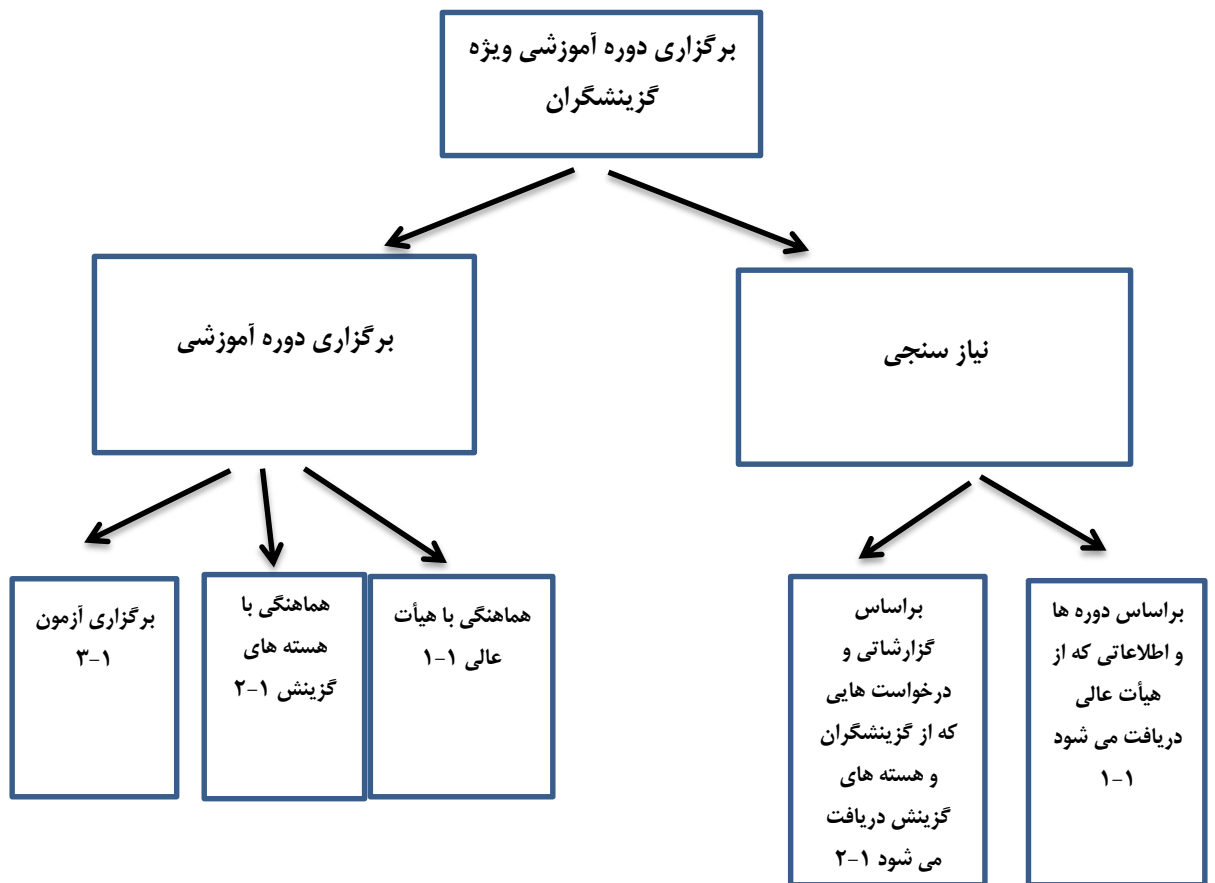 برگزاری دوره آموزشی ویژه
گزینشگران
نیاز سنجی
برگزاری دوره آموزشی
براساس دوره ها
و اطلاعاتی که از
هیأت عالی
دریافت می شود
۱-۱
براساس
گزارشاتی و
درخواست هایی
که از گزینشگران
و هسته های
گزینش دریافت
می شود ۱-۲
هماهنگی با هیأت
عالی ۱-۱
هماهنگی با
هسته های
گزینش ۱-۲
برگزاری آزمون
۱-۳